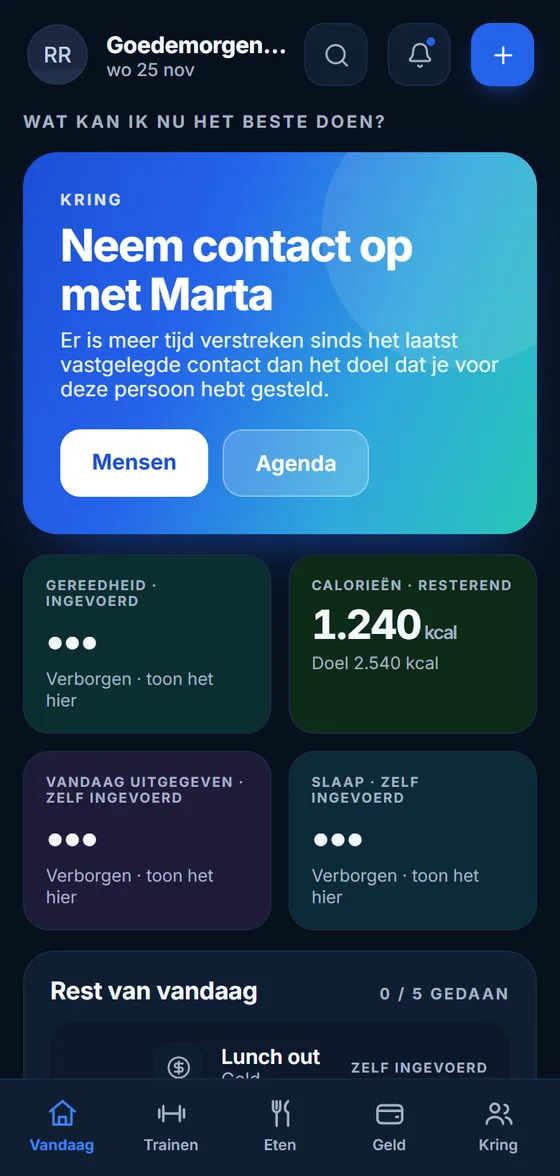 RR
Goedemorgen...
wo 25 nov
WAT KAN IK NU HET BESTE DOEN?
KRING
Neem contact op
met Marta
Er is meer tijd verstreken sinds het laatst
vastgelegde contact dan het doel dat je voor
deze persoon hebt gesteld.
Mensen
Agenda
GEREEDHEID ·
INGEVOERD
●●●
Verborgen · toon het
hier
CALORIEËN · RESTEREND
1.240 kcal
Doel 2.540 kcal
VANDAAG UITGEGEVEN ·
ZELF INGEVOERD
●●●
Verborgen · toon het
hier
SLAAP · ZELF
INGEVOERD
●●●
Verborgen · toon het
hier
Rest van vandaag
0 / 5 GEDAAN
Lunch out
ZELF INGEVOERD
Geld
Vandaag
Trainen
Eten
Geld
Kring